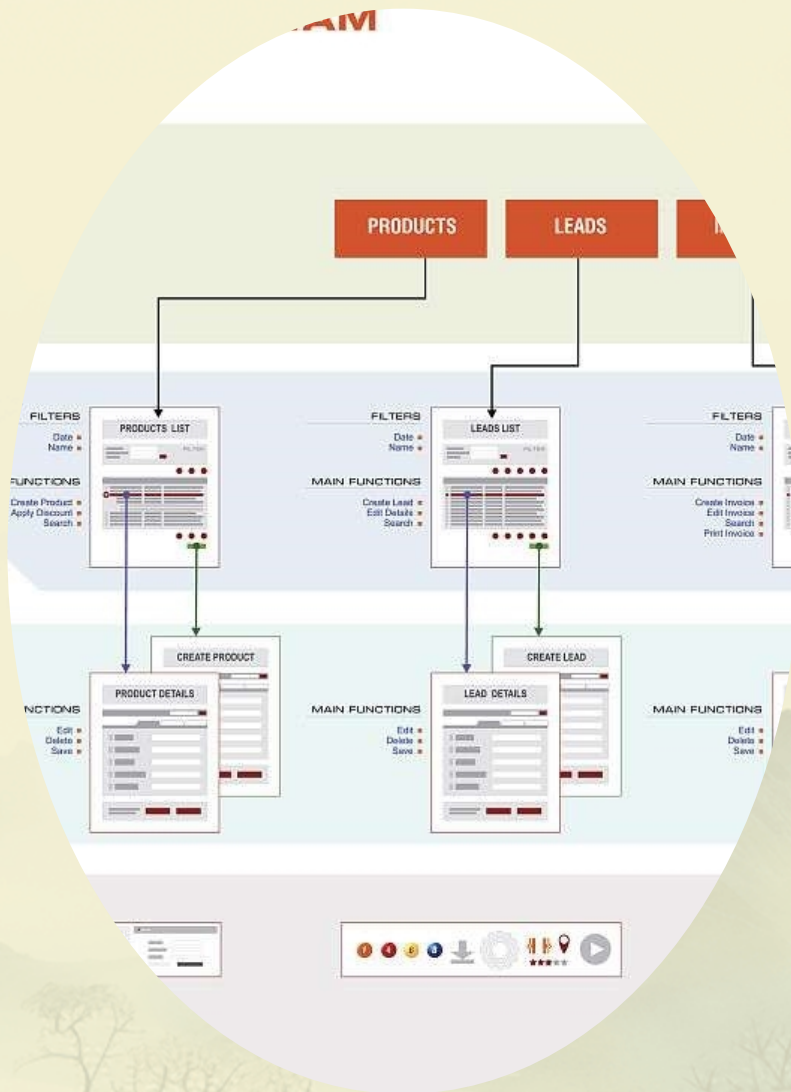 PRODUCTS
LEADS
FILTERS
Date
Name
FUNCTIONS
Create Product
Apply Discount
Search
PRODUCTS LIST
FILTER
FILTERS
Date
Name
MAIN FUNCTIONS
Create Lead
Edit Details
Search
LEADS LIST
FILTER
FILTERS
Date
Name
MAIN FUNCTIONS
Create Invoice
Edit Invoice
Search
Print Invoice
NCTIONS
Edit
Delete
Save
CREATE PRODUCT
PRODUCT DETAILS
MAIN FUNCTIONS
Edit
Delete
Save
CREATE LEAD
LEAD DETAILS
MAIN FUNCTIONS
Edit
Delete
Save